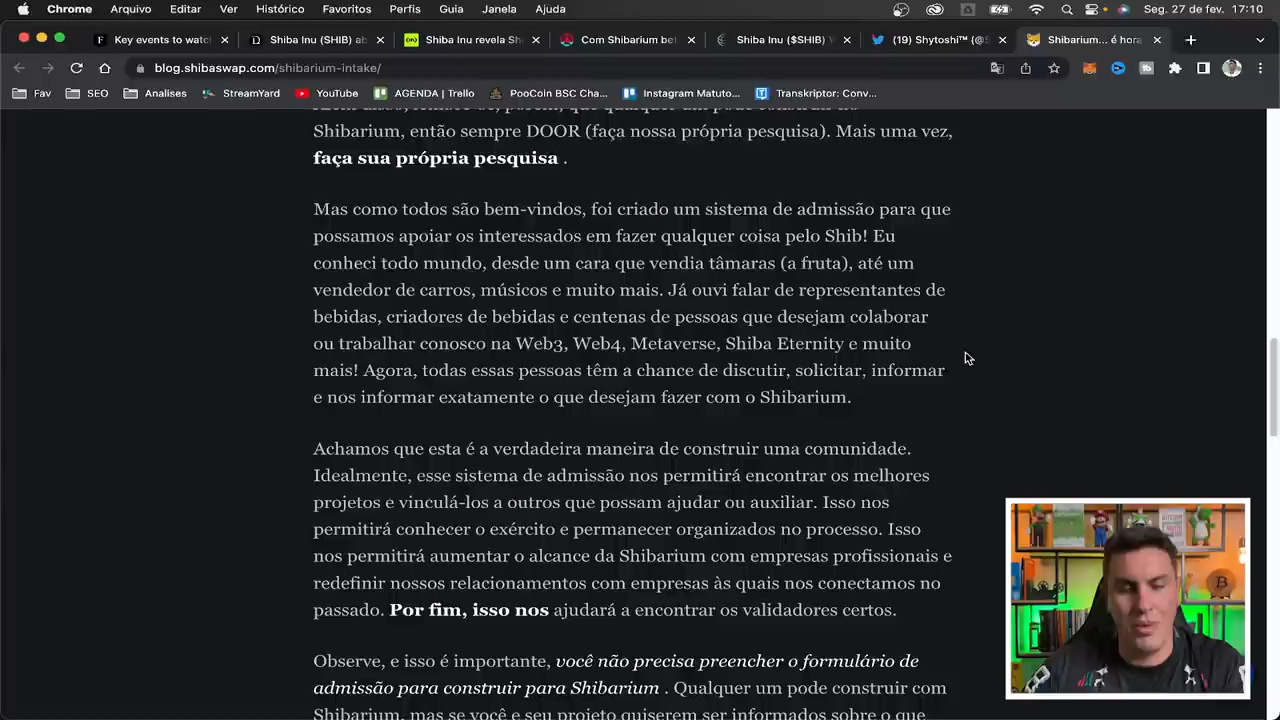 Chrome Arquivo Editar Ver Histórico Favoritos Perfis Guia Janela Ajuda Seg. 27 de fev. 17:10
Key events to watch Shiba Inu (SHIB) ab Shiba Inu revela Sh Com Shibarium bet Shiba Inu ($SHIB) (19) Shytoshi™ (@S Shibarium... é hora
blog.shibaswap.com/shibarium-intake/
Fav SEO Analises StreamYard YouTube AGENDA | Trello PooCoin BSC Cha... Instagram Matuto... Transkriptor: Conv...
Shibarium, então sempre DOOR (faça nossa própria pesquisa). Mais uma vez,
faça sua própria pesquisa .
Mas como todos são bem-vindos, foi criado um sistema de admissão para que
possamos apoiar os interessados em fazer qualquer coisa pelo Shib! Eu
conheci todo mundo, desde um cara que vendia tâmaras (a fruta), até um
vendedor de carros, músicos e muito mais. Já ouvi falar de representantes de
bebidas, criadores de bebidas e centenas de pessoas que desejam colaborar
ou trabalhar conosco na Web3, Web4, Metaverse, Shiba Eternity e muito
mais! Agora, todas essas pessoas têm a chance de discutir, solicitar, informar
e nos informar exatamente o que desejam fazer com o Shibarium.
Achamos que esta é a verdadeira maneira de construir uma comunidade.
Idealmente, esse sistema de admissão nos permitirá encontrar os melhores
projetos e vinculá-los a outros que possam ajudar ou auxiliar. Isso nos
permitirá conhecer o exército e permanecer organizados no processo. Isso
nos permitirá aumentar o alcance da Shibarium com empresas profissionais e
redefinir nossos relacionamentos com empresas às quais nos conectamos no
passado. Por fim, isso nos ajudará a encontrar os validadores certos.
Observe, e isso é importante, você não precisa preencher o formulário de
admissão para construir para Shibarium . Qualquer um pode construir com
Shibarium, mas se você e seu projeto quiserem ser informados sobre o que